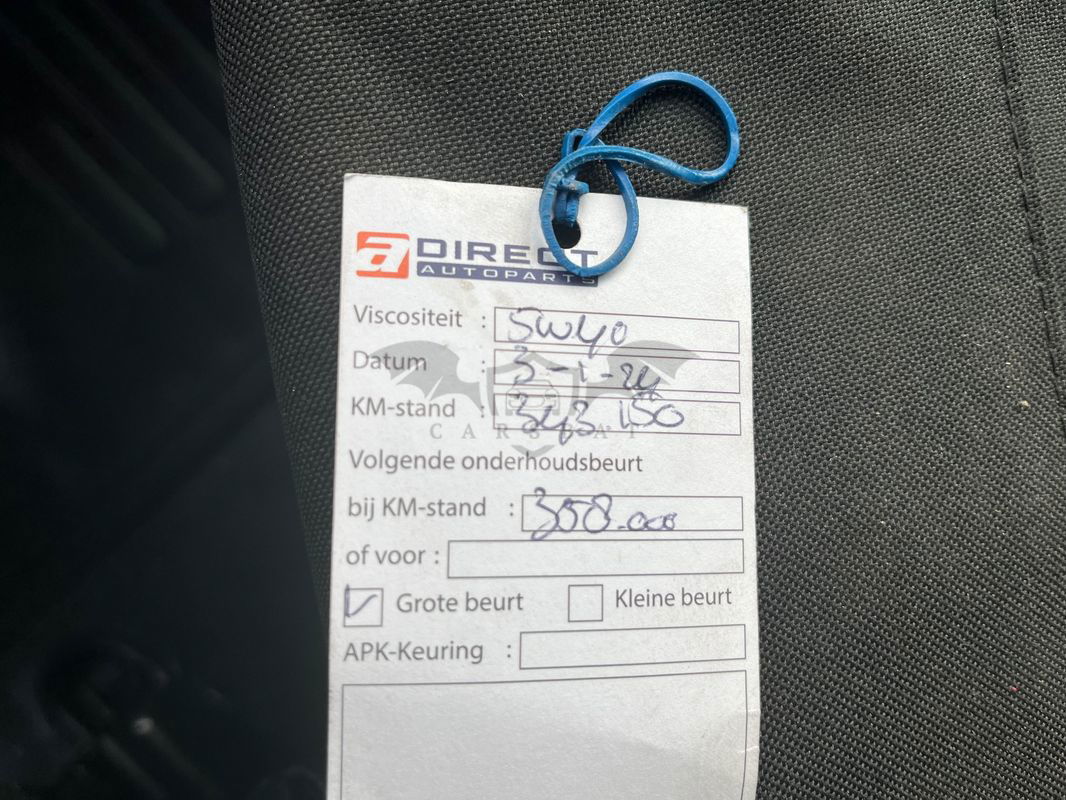 a DIRECT
AUTOPARTS
Viscositeit : 5W40
Datum : 3-1-24
KM-stand : 343.150
CARSBAY
Volgende onderhoudsbeurt
bij KM-stand : 358.000
of voor :
Grote beurt Kleine beurt
APK-Keuring :